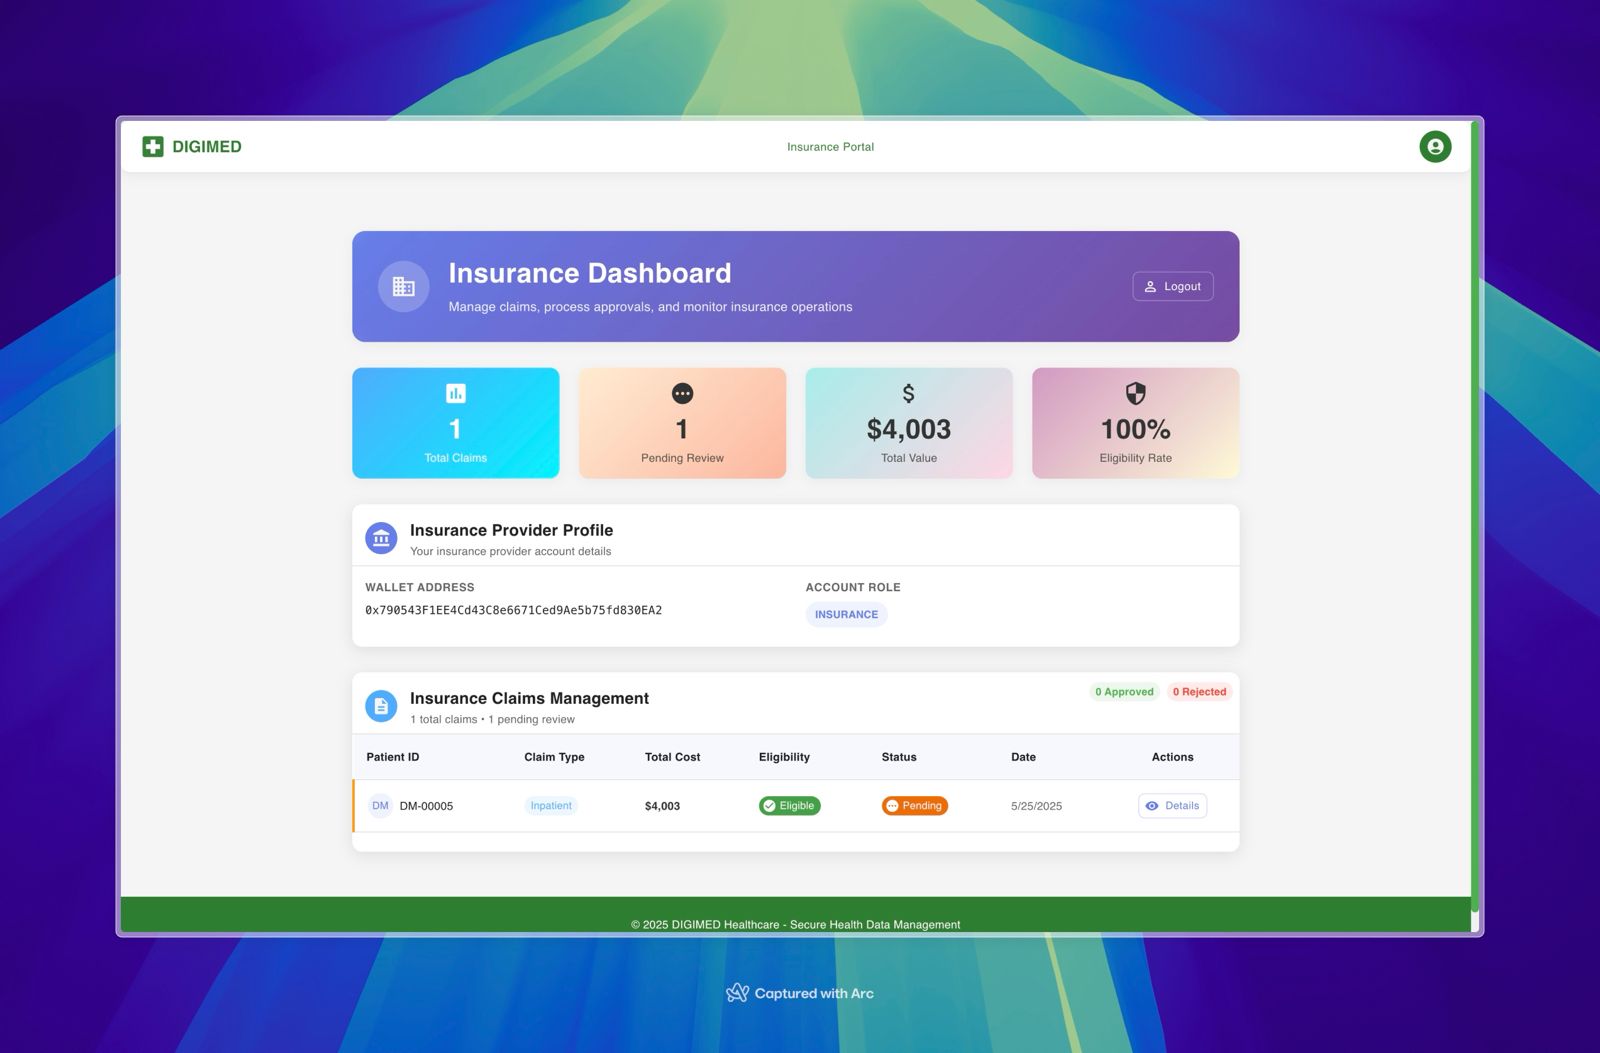 DIGIMED
Insurance Portal
Insurance Dashboard
Manage claims, process approvals, and monitor insurance operations
Logout
1
Total Claims
1
Pending Review
$4,003
Total Value
100%
Eligibility Rate
Insurance Provider Profile
Your insurance provider account details
WALLET ADDRESS
0x790543F1EE4Cd43C8e6671Ced9Ae5b75fd830EA2
ACCOUNT ROLE
INSURANCE
Insurance Claims Management
1 total claims • 1 pending review
0 Approved
0 Rejected
Patient ID Claim Type Total Cost Eligibility Status Date Actions
DM DM-00005 Inpatient $4,003 Eligible Pending 5/25/2025 Details
© 2025 DIGIMED Healthcare - Secure Health Data Management
Captured with Arc